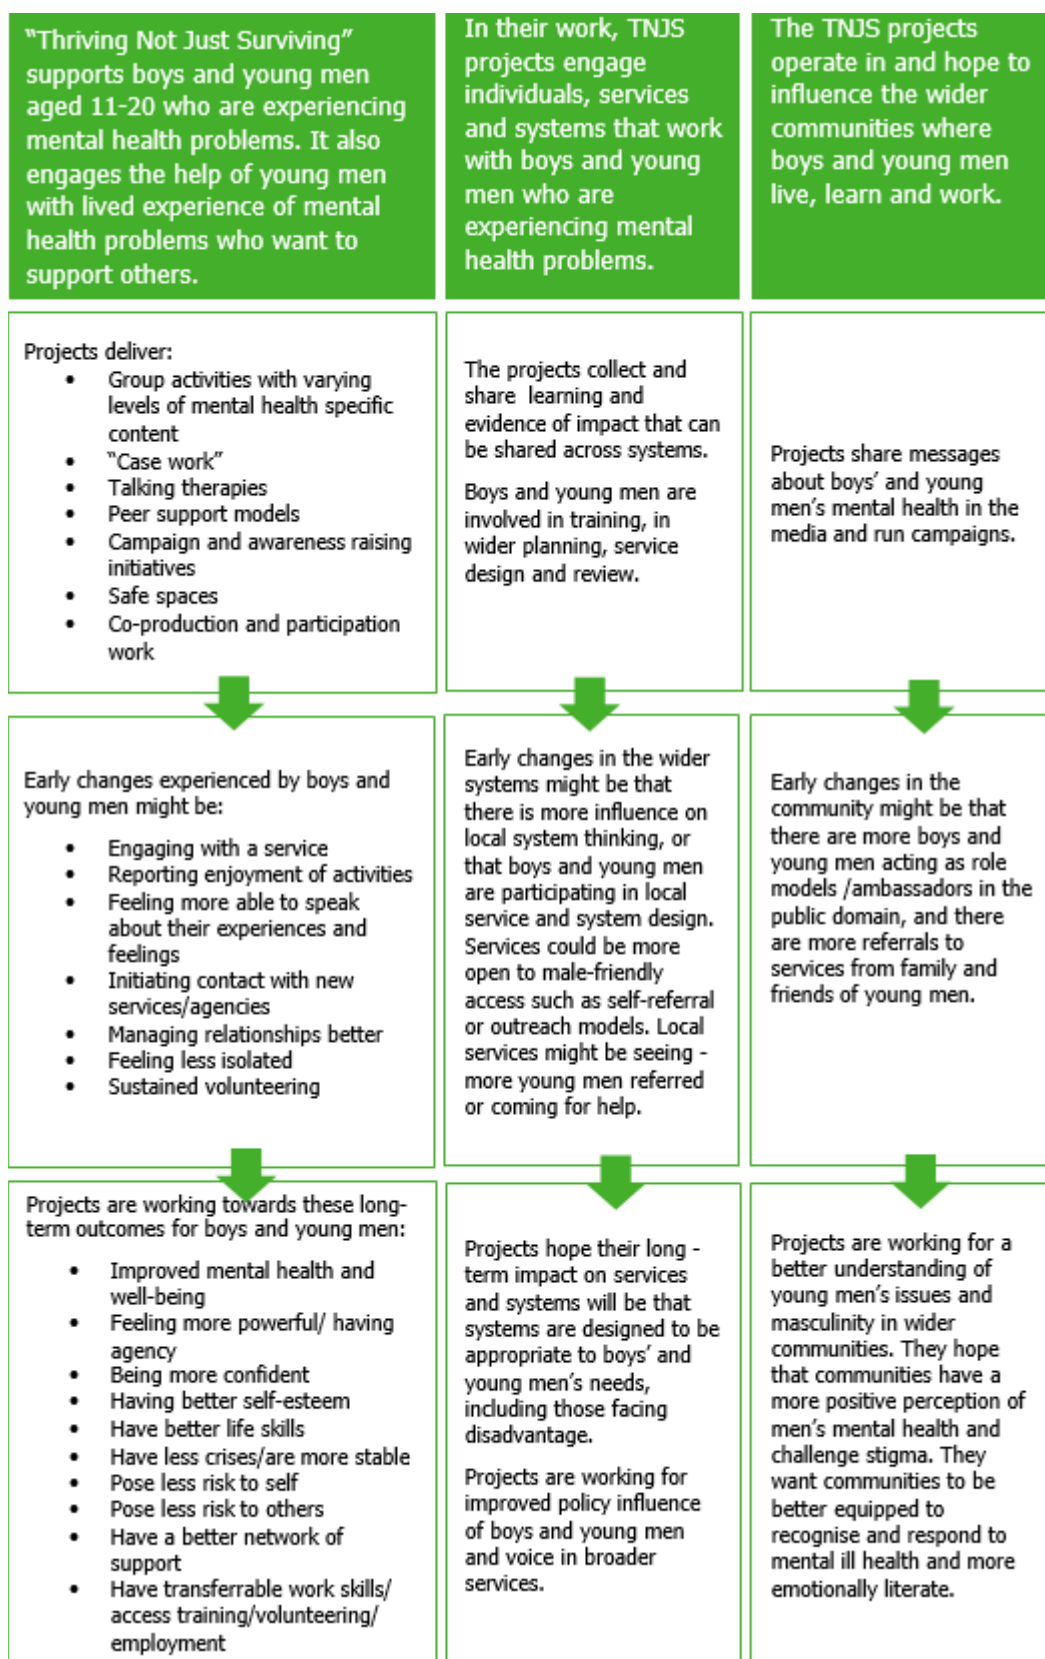 “Thriving Not Just Surviving”
supports boys and young men
aged 11-20 who are experiencing
mental health problems. It also
engages the help of young men
with lived experience of mental
health problems who want to
support others.
In their work, TNJS
projects engage
individuals, services
and systems that work
with boys and young
men who are
experiencing mental
health problems.
The TNJS projects
operate in and hope to
influence the wider
communities where
boys and young men
live, learn and work.
Projects deliver:
• Group activities with varying
levels of mental health specific
content
• “Case work”
• Talking therapies
• Peer support models
• Campaign and awareness raising
initiatives
• Safe spaces
• Co-production and participation
work
The projects collect and
share learning and
evidence of impact that can
be shared across systems.
Boys and young men are
involved in training, in
wider planning, service
design and review.
Projects share messages
about boys’ and young
men’s mental health in the
media and run campaigns.
Early changes experienced by boys and
young men might be:
• Engaging with a service
• Reporting enjoyment of activities
• Feeling more able to speak
about their experiences and
feelings
• Initiating contact with new
services/agencies
• Managing relationships better
• Feeling less isolated
• Sustained volunteering
Early changes in the wider
systems might be that
there is more influence on
local system thinking, or
that boys and young men
are participating in local
service and system design.
Services could be more
open to male-friendly
access such as self-referral
or outreach models. Local
services might be seeing -
more young men referred
or coming for help.
Early changes in the
community might be that
there are more boys and
young men acting as role
models /ambassadors in the
public domain, and there
are more referrals to
services from family and
friends of young men.
Projects are working towards these long-
term outcomes for boys and young men:
• Improved mental health and
well-being
• Feeling more powerful/ having
agency
• Being more confident
• Having better self-esteem
• Have better life skills
• Have less crises/are more stable
• Pose less risk to self
• Pose less risk to others
• Have a better network of
support
• Have transferrable work skills/
access training/volunteering/
employment
Projects hope their long -
term impact on services
and systems will be that
systems are designed to be
appropriate to boys’ and
young men’s needs,
including those facing
disadvantage.
Projects are working for
improved policy influence
of boys and young men
and voice in broader
services.
Projects are working for a
better understanding of
young men’s issues and
masculinity in wider
communities. They hope
that communities have a
more positive perception of
men’s mental health and
challenge stigma. They
want communities to be
better equipped to
recognise and respond to
mental ill health and more
emotionally literate.